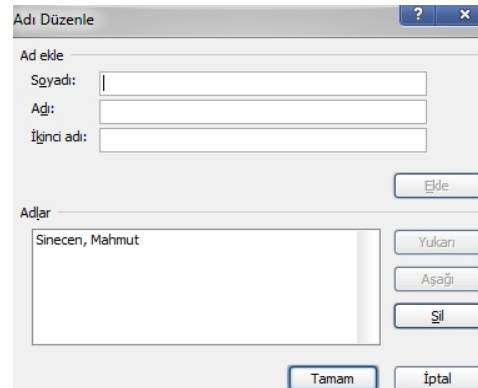 Adı Düzenle
Ad ekle
Soyadı:
Adı:
İkinci adı:
Ekle
Adlar
Sinecen, Mahmut
Yukarı
Aşağı
Sil
Tamam İptal